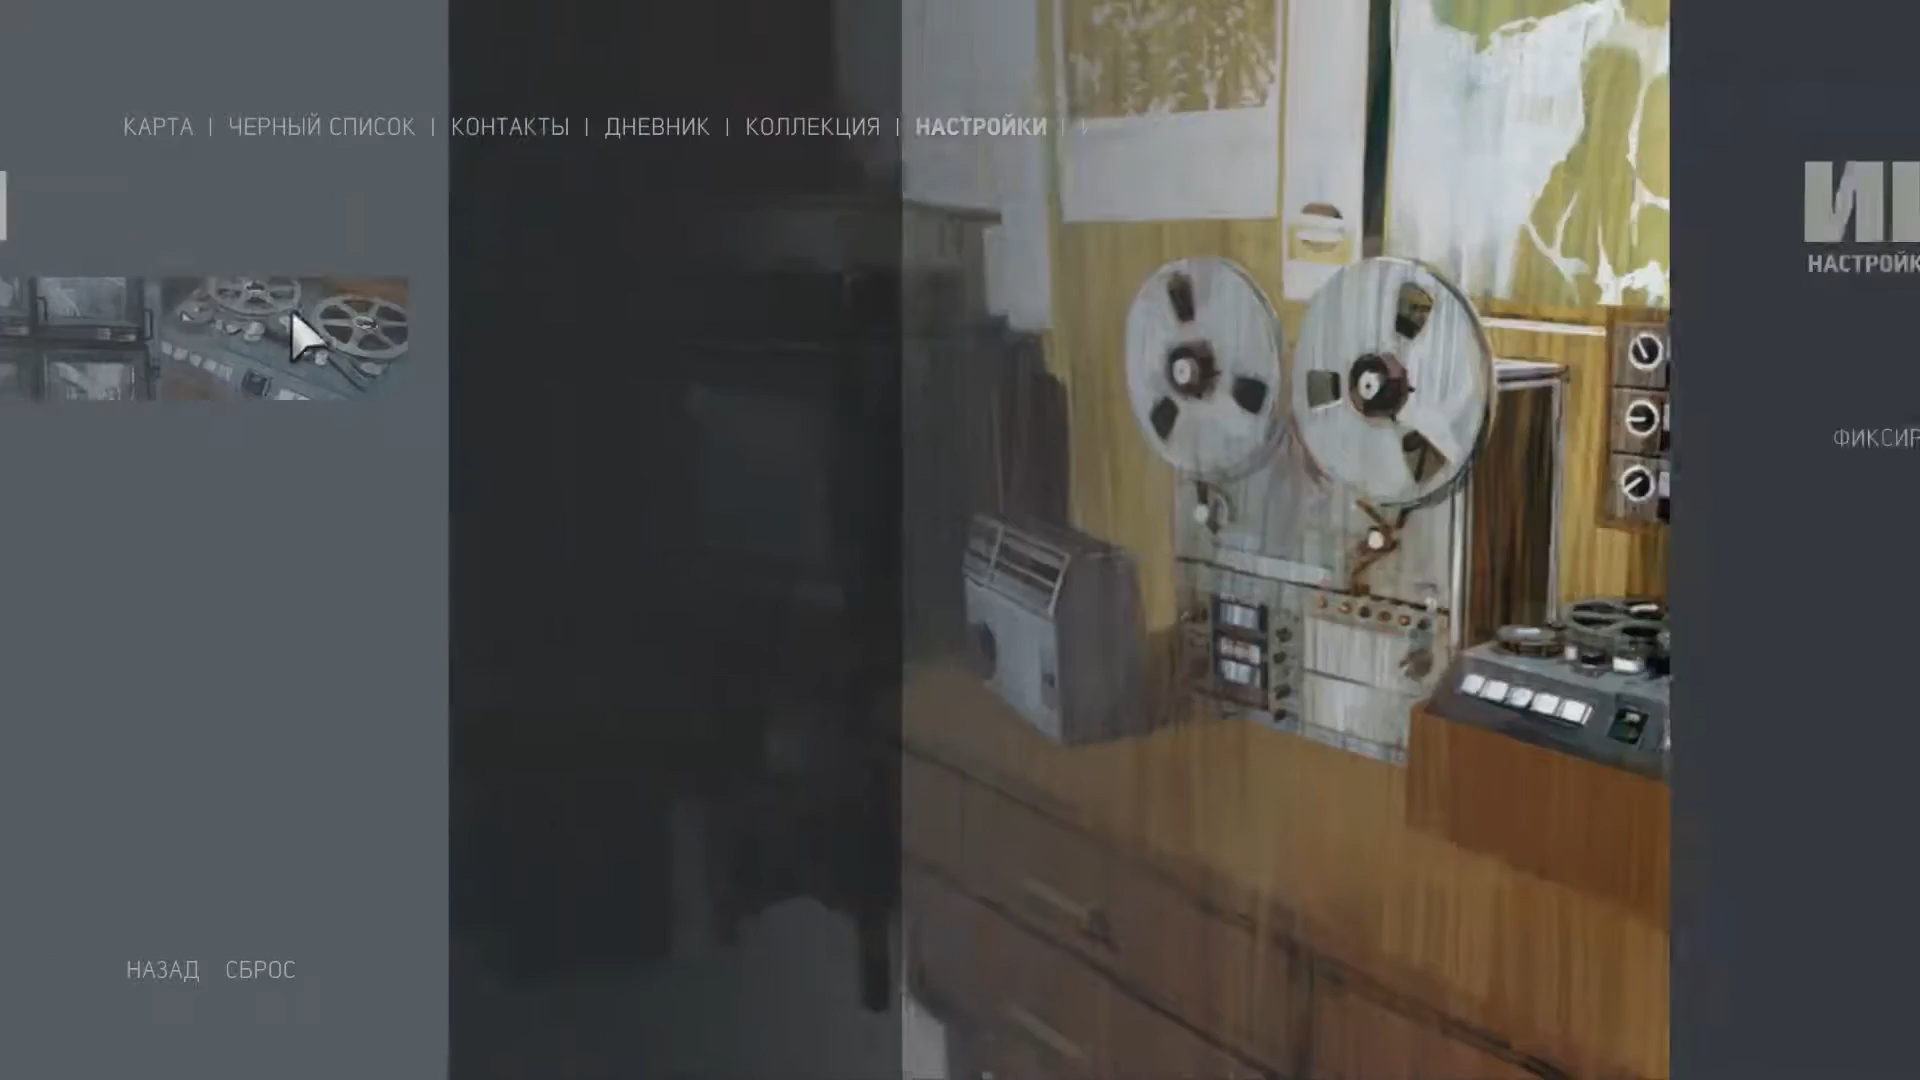 КАРТА | ЧЕРНЫЙ СПИСОК | КОНТАКТЫ | ДНЕВНИК | КОЛЛЕКЦИЯ | НАСТРОЙКИ |
НАЗАД СБРОС